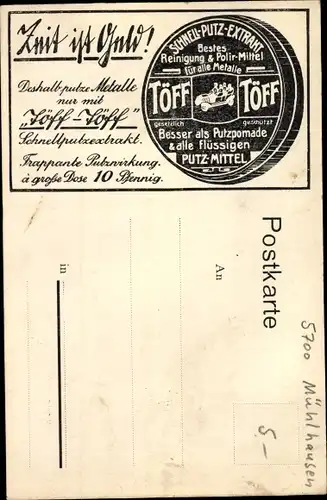 Zeit ist Geld!
Deshalb putze Metalle
nur mit
"Töff-Töff"
Schnellputzextrakt.
Frappante Putzwirkung.
à große Dose 10 Pfennig.
SCHNELL-PUTZ-EXTRAKT
Bestes
Reinigung & Polir-Mittel
für alle Metalle
TÖFF TÖFF
gesetzlich geschützt
Besser als Putzpomade
& alle flüssigen
PUTZ-MITTEL
Postkarte
An
in
5700 Mühlhausen
5.-